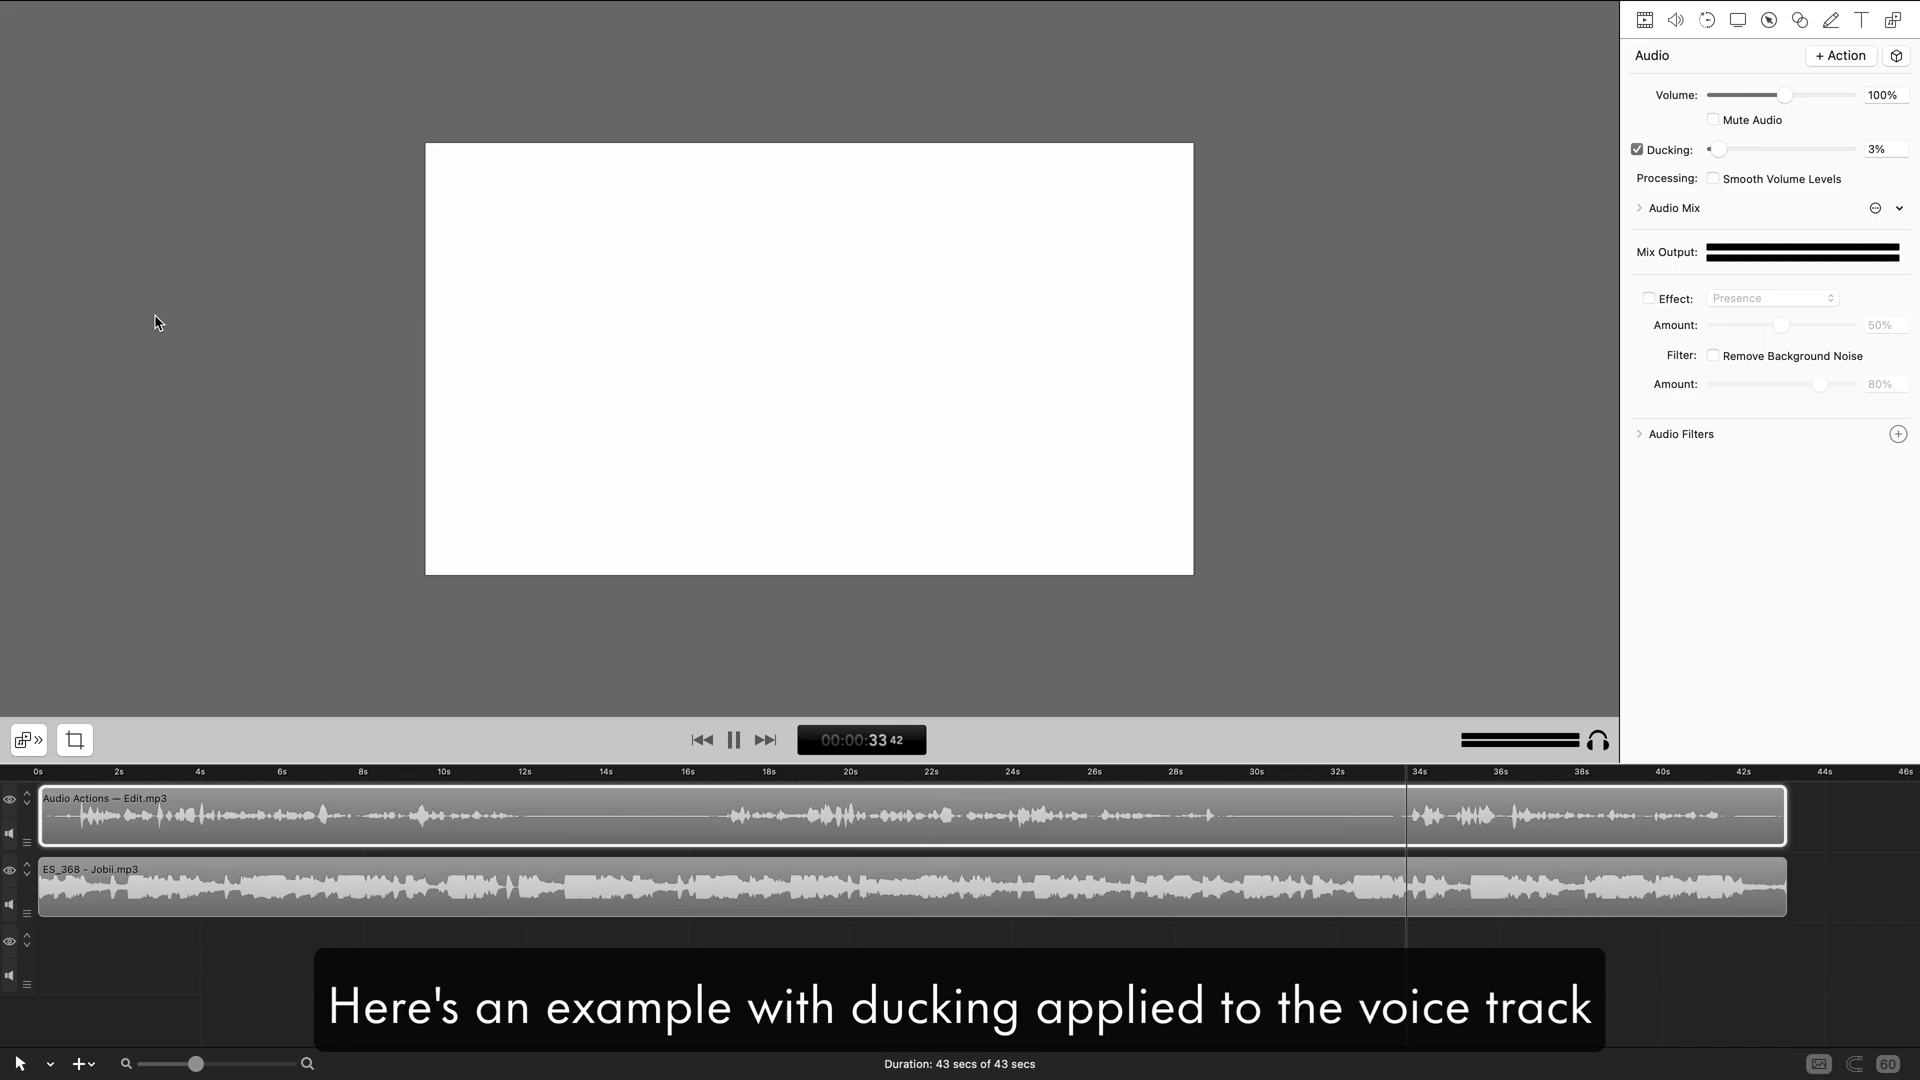 Audio
+ Action
Volume:
100%
Mute Audio
Ducking:
3%
Processing:
Smooth Volume Levels
Audio Mix
Mix Output:
Effect:
Presence
Amount:
50%
Filter:
Remove Background Noise
Amount:
80%
Audio Filters
00:00:33 42
0s 2s 4s 6s 8s 10s 12s 14s 16s 18s 20s 22s 24s 26s 28s 30s 32s 34s 36s 38s 40s 42s 44s 46s
Audio Actions — Edit.mp3
ES_368 - Jobii.mp3
Here's an example with ducking applied to the voice track
Duration: 43 secs of 43 secs
60